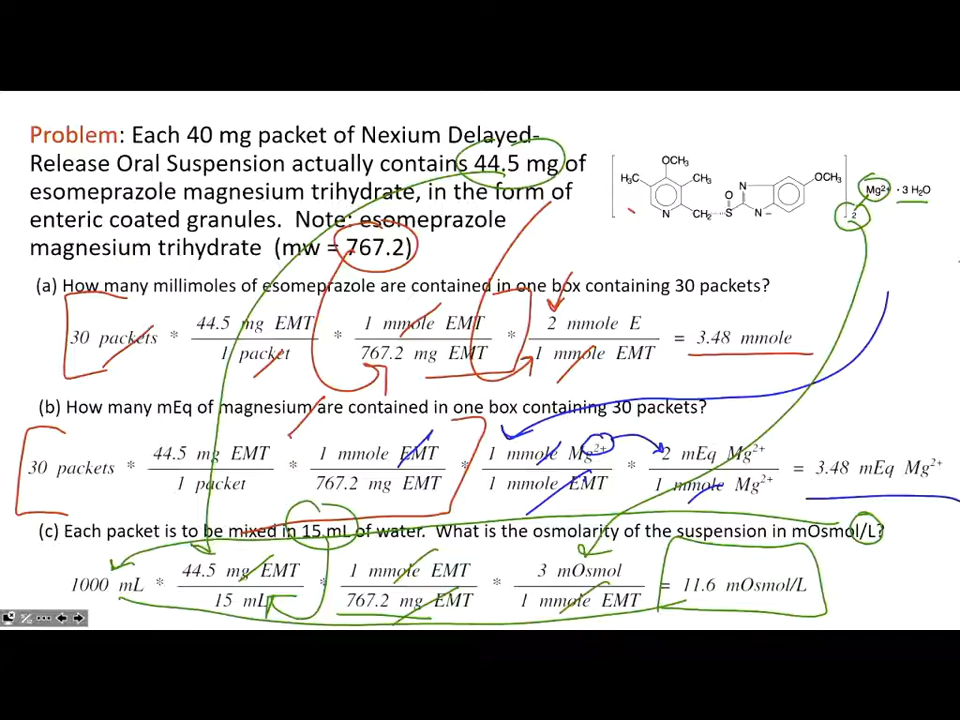 Problem: Each 40 mg packet of Nexium Delayed-
Release Oral Suspension actually contains 44.5 mg of
esomeprazole magnesium trihydrate, in the form of
enteric coated granules. Note: esomeprazole
magnesium trihydrate (mw = 767.2)
OCH₃
H₃C CH₃ OCH₃
N CH₂ S O N N – 2 Mg²⁺ · 3 H₂O
(a) How many millimoles of esomeprazole are contained in one box containing 30 packets?
30 packets * 44.5 mg EMT / 1 packet * 1 mmole EMT / 767.2 mg EMT * 2 mmole E / 1 mmole EMT = 3.48 mmole
(b) How many mEq of magnesium are contained in one box containing 30 packets?
30 packets * 44.5 mg EMT / 1 packet * 1 mmole EMT / 767.2 mg EMT * 1 mmole Mg²⁺ / 1 mmole EMT * 2 mEq Mg²⁺ / 1 mmole Mg²⁺ = 3.48 mEq Mg²⁺
(c) Each packet is to be mixed in 15 mL of water. What is the osmolarity of the suspension in mOsmol/L?
1000 mL * 44.5 mg EMT / 15 mL * 1 mmole EMT / 767.2 mg EMT * 3 mOsmol / 1 mmole EMT = 11.6 mOsmol/L